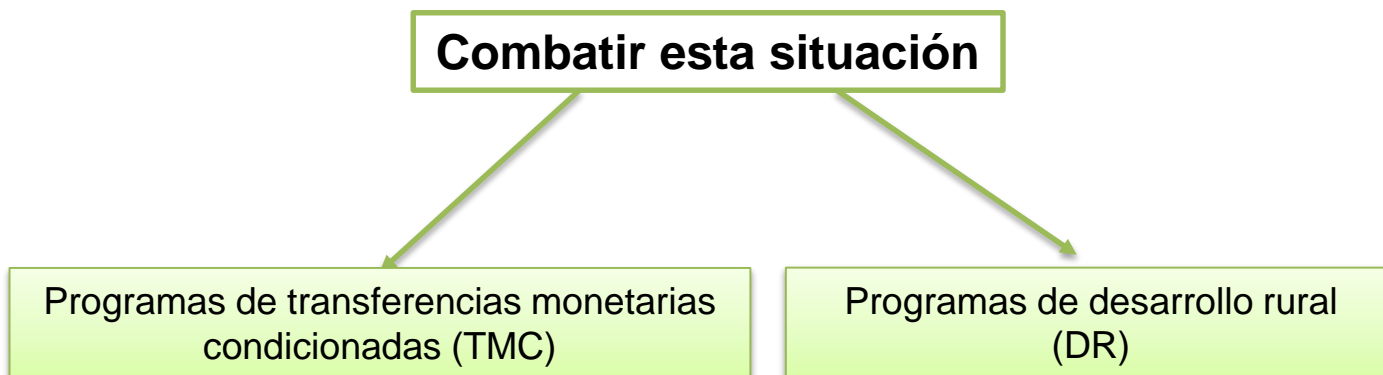 Combatir esta situación
Programas de transferencias monetarias
condicionadas (TMC)
Programas de desarrollo rural
(DR)